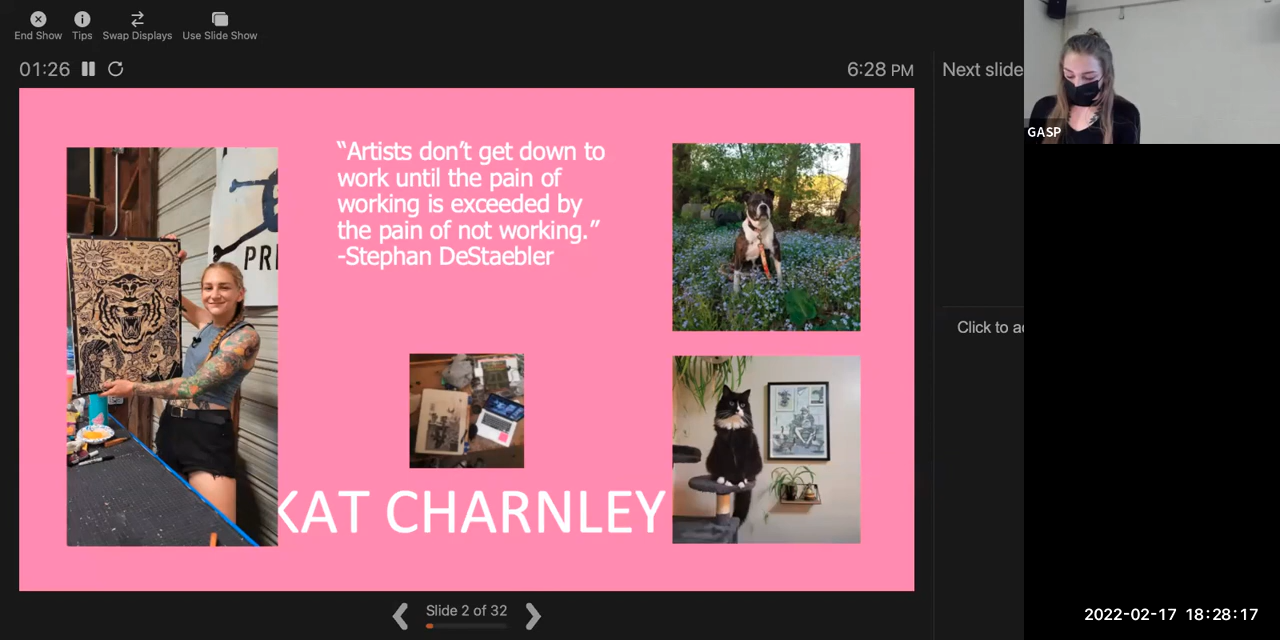 End Show
Tips
Swap Displays
Use Slide Show
01:26
6:28 PM
Next slide
GASP
“Artists don’t get down to
work until the pain of
working is exceeded by
the pain of not working.”
-Stephan DeStaebler
PRI
KAT CHARNLEY
Click to ad
Slide 2 of 32
2022-02-17 18:28:17